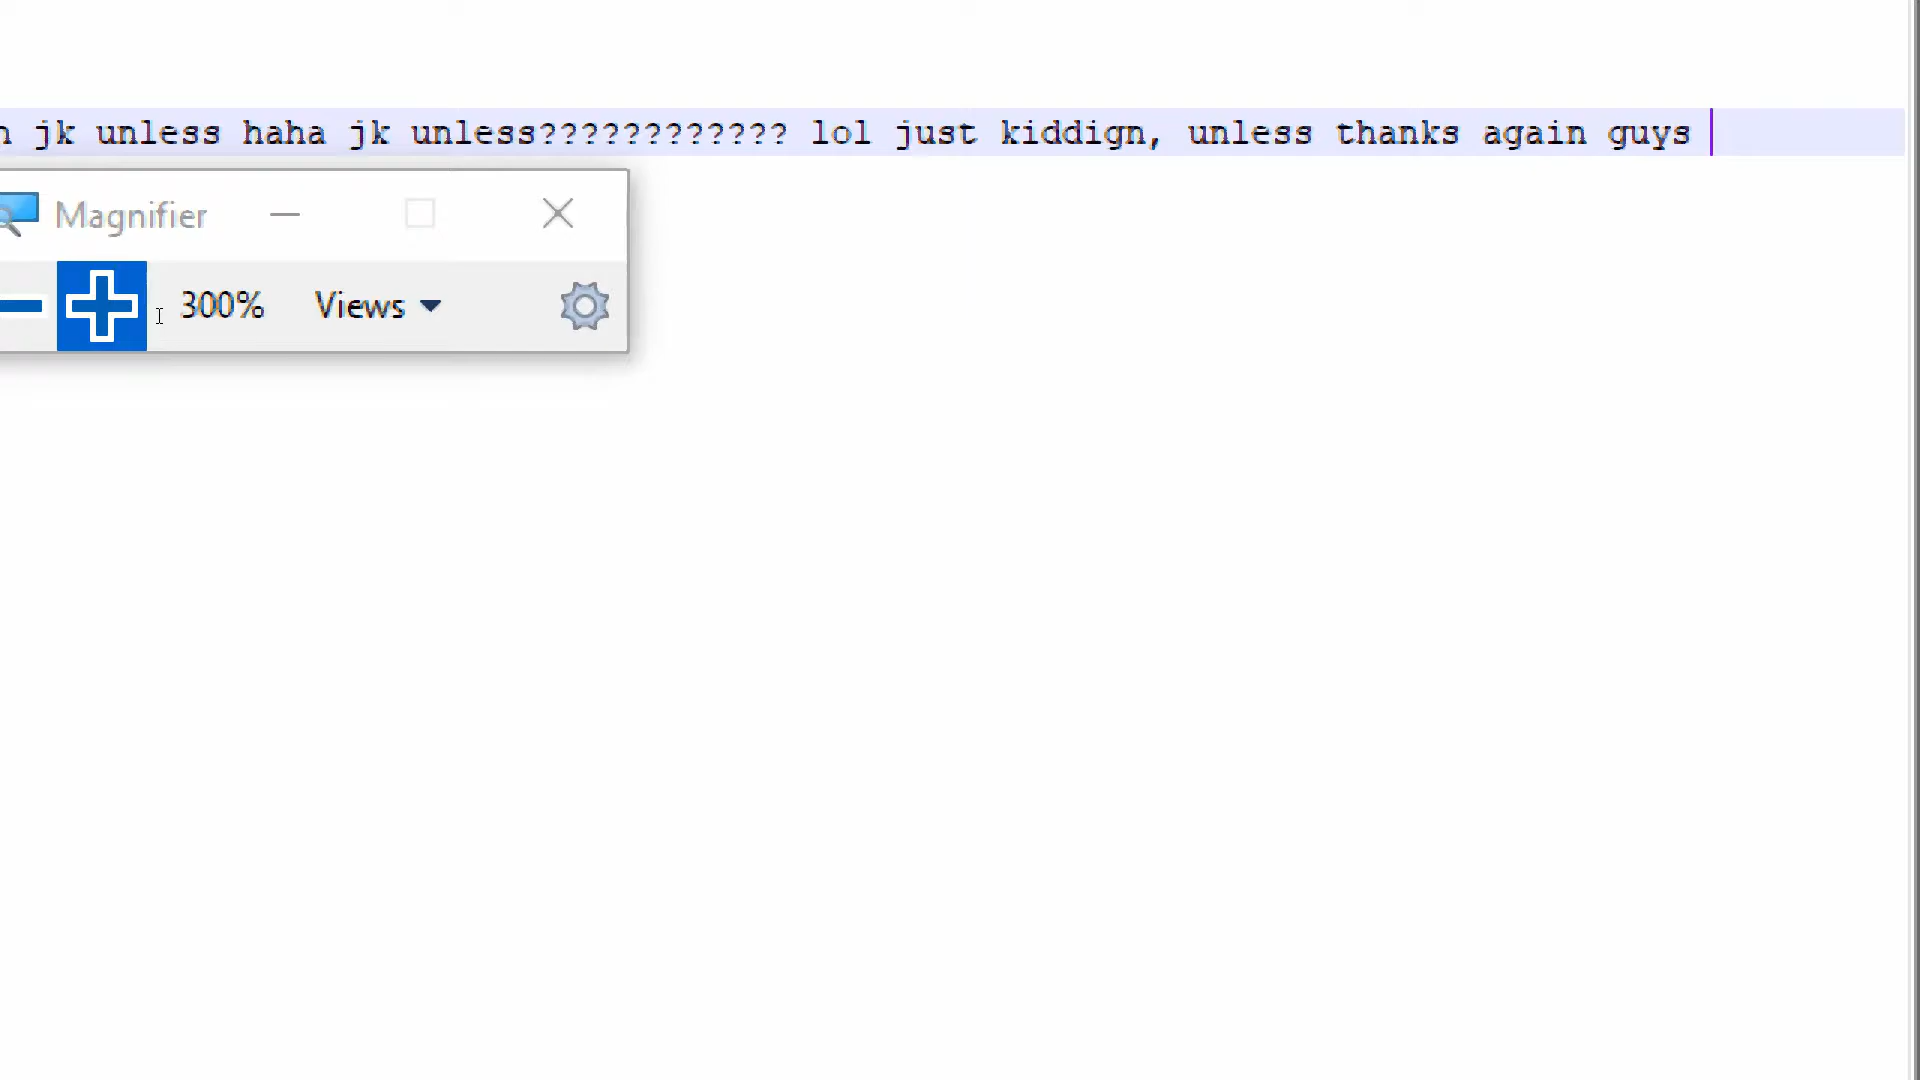 jk unless haha jk unless???????????? lol just kiddign, unless thanks again guys
Magnifier
300% Views